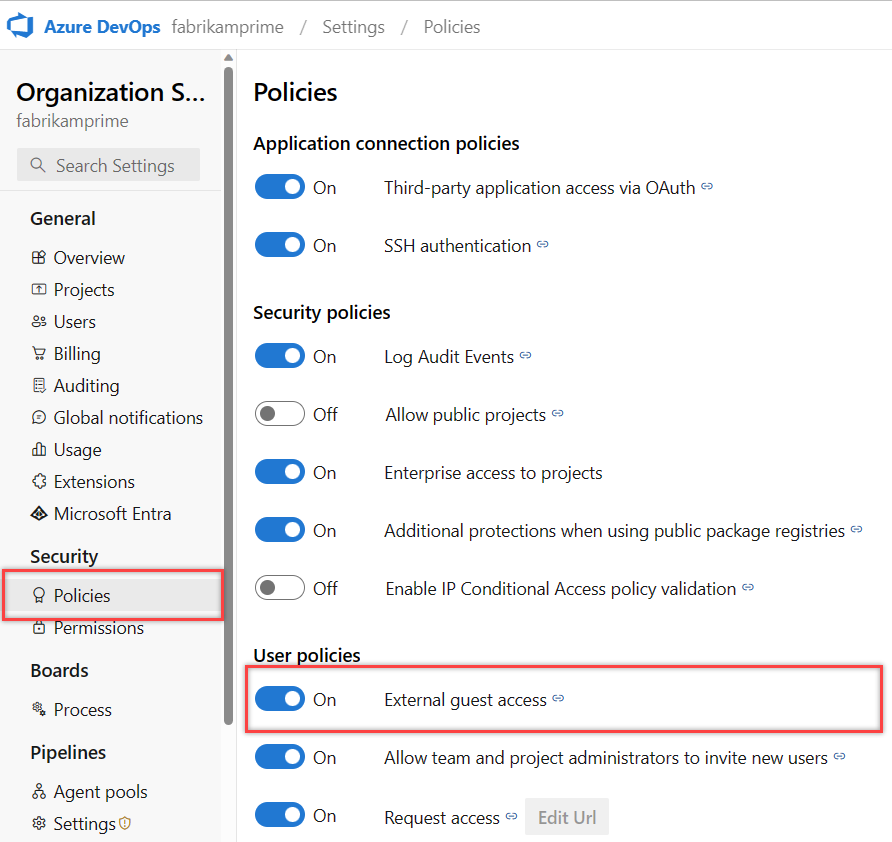 Azure DevOps fabrikamprime / Settings / Policies
Organization S...
fabrikamprime
Search Settings
General
Overview
Projects
Users
Billing
Auditing
Global notifications
Usage
Extensions
Microsoft Entra
Security
Policies
Permissions
Boards
Process
Pipelines
Agent pools
Settings
Policies
Application connection policies
On Third-party application access via OAuth
On SSH authentication
Security policies
On Log Audit Events
Off Allow public projects
On Enterprise access to projects
On Additional protections when using public package registries
Off Enable IP Conditional Access policy validation
User policies
On External guest access
On Allow team and project administrators to invite new users
On Request access Edit Url